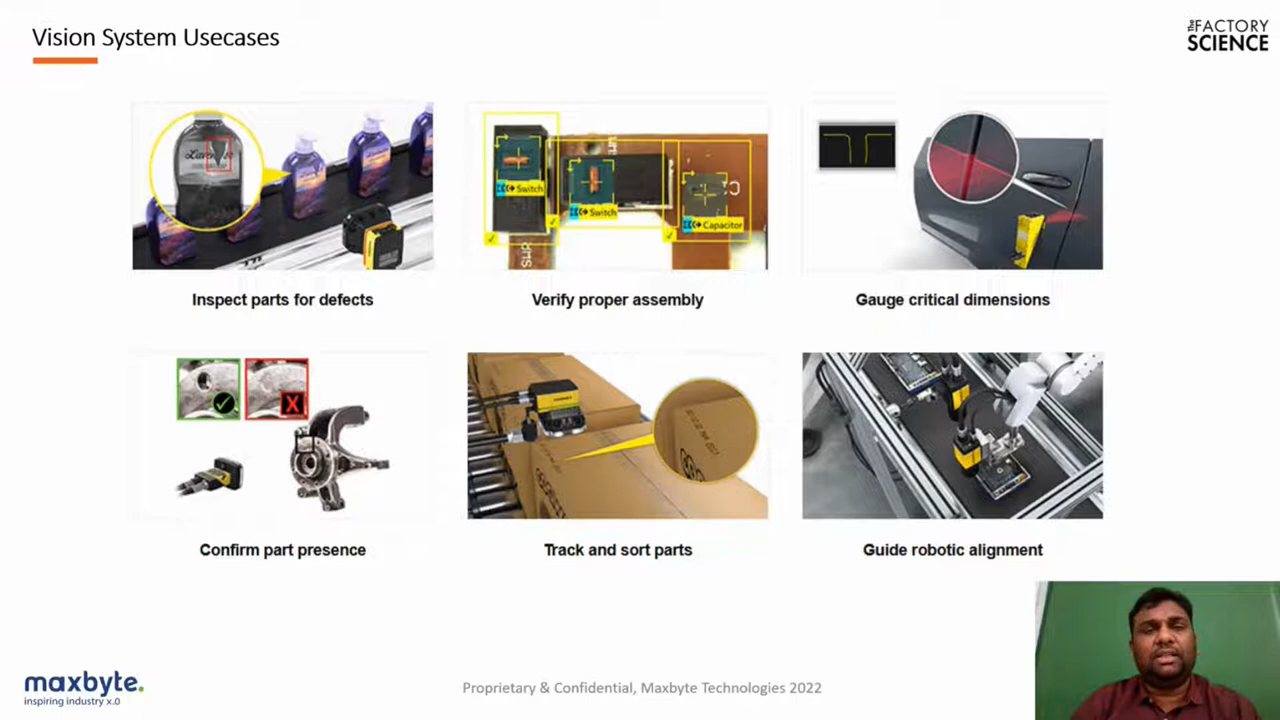 Vision System Usecases
The FACTORY
SCIENCE
Switch
Switch
Capacitor
Inspect parts for defects
Verify proper assembly
Gauge critical dimensions
Confirm part presence
Track and sort parts
Guide robotic alignment
maxbyte.
inspiring industry x.0
Proprietary & Confidential, Maxbyte Technologies 2022